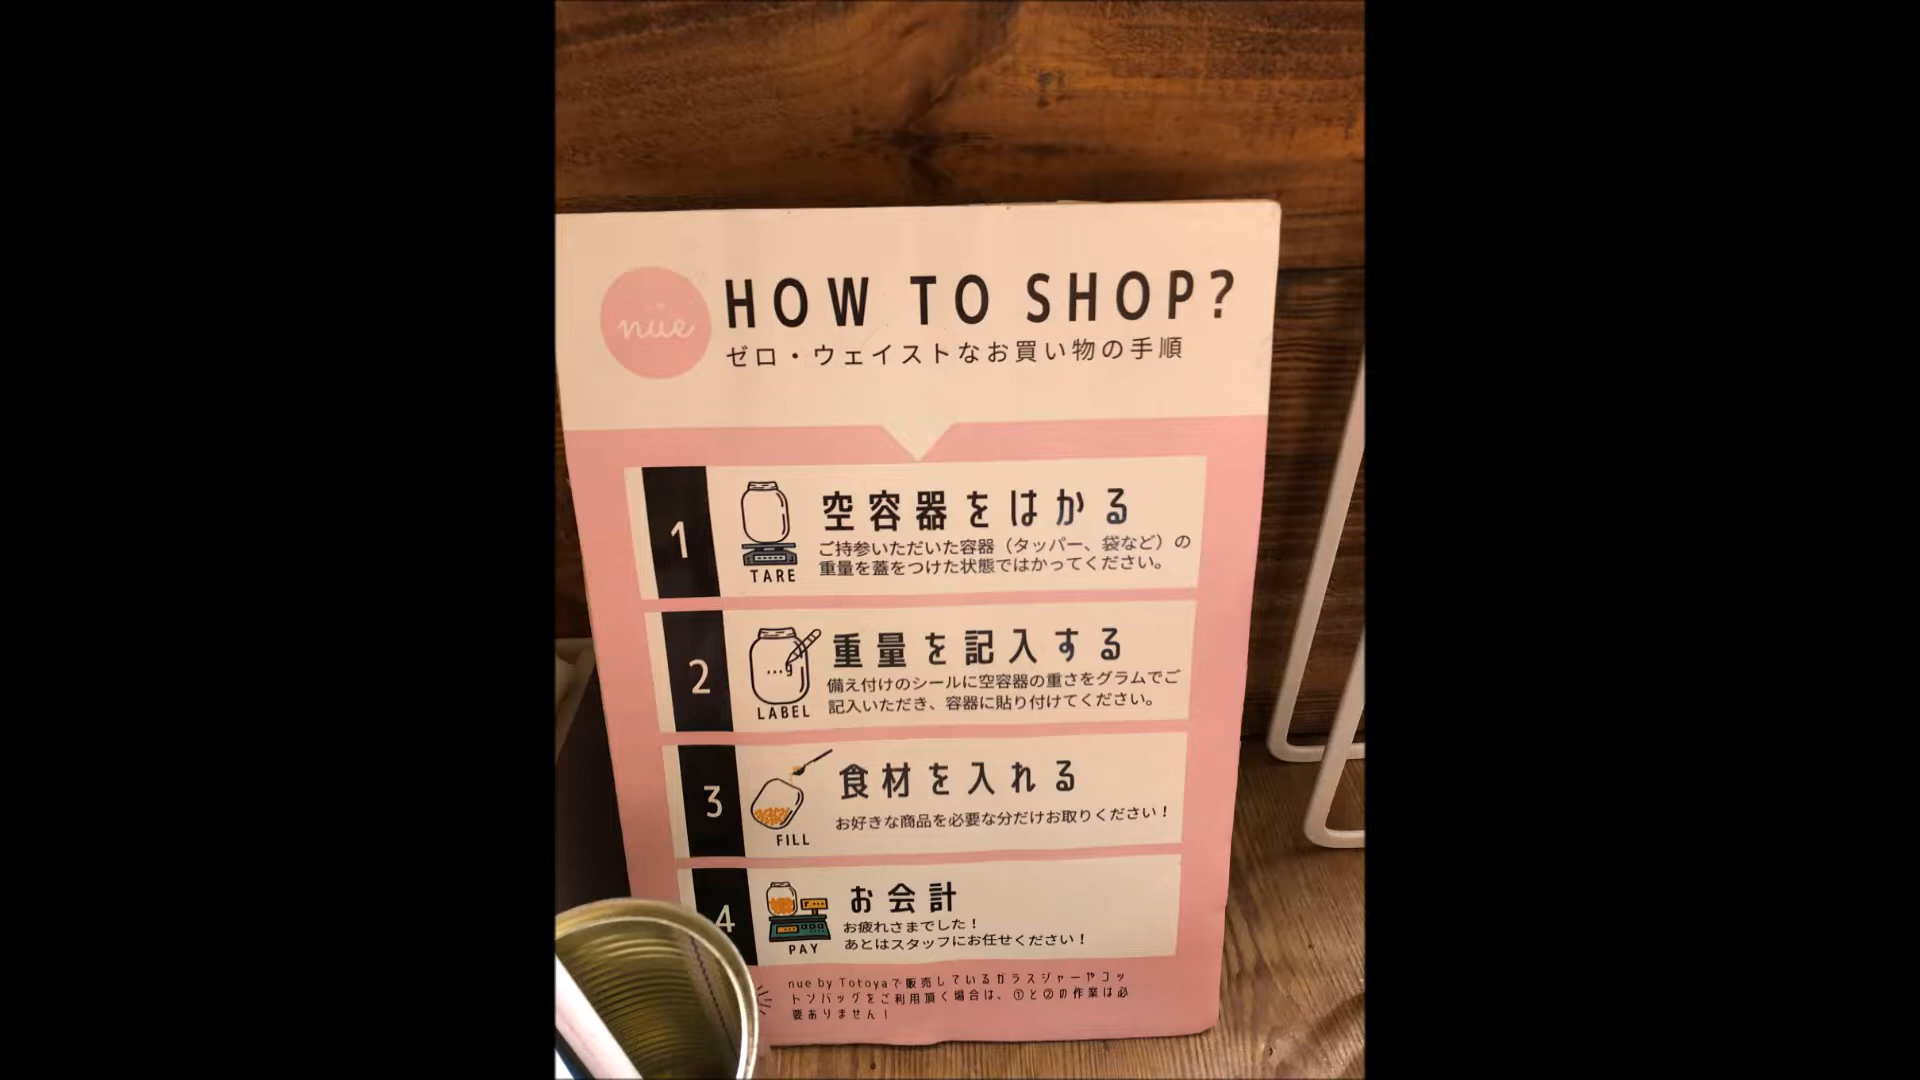 nue
HOW TO SHOP?
ゼロ・ウェイストなお買い物の手順
1
TARE
空容器をはかる
ご持参いただいた容器（タッパー、袋など）の
重量を蓋をつけた状態ではかってください。
2
LABEL
重量を記入する
備え付けのシールに空容器の重さをグラムでご
記入いただき、容器に貼り付けてください。
3
FILL
食材を入れる
お好きな商品を必要な分だけお取りください！
4
PAY
お会計
お疲れさまでした！
あとはスタッフにお任せください！
nue by Totoyaで販売しているガラスジャーやコッ
トンバッグをご利用頂く場合は、①と②の作業は必
要ありません！